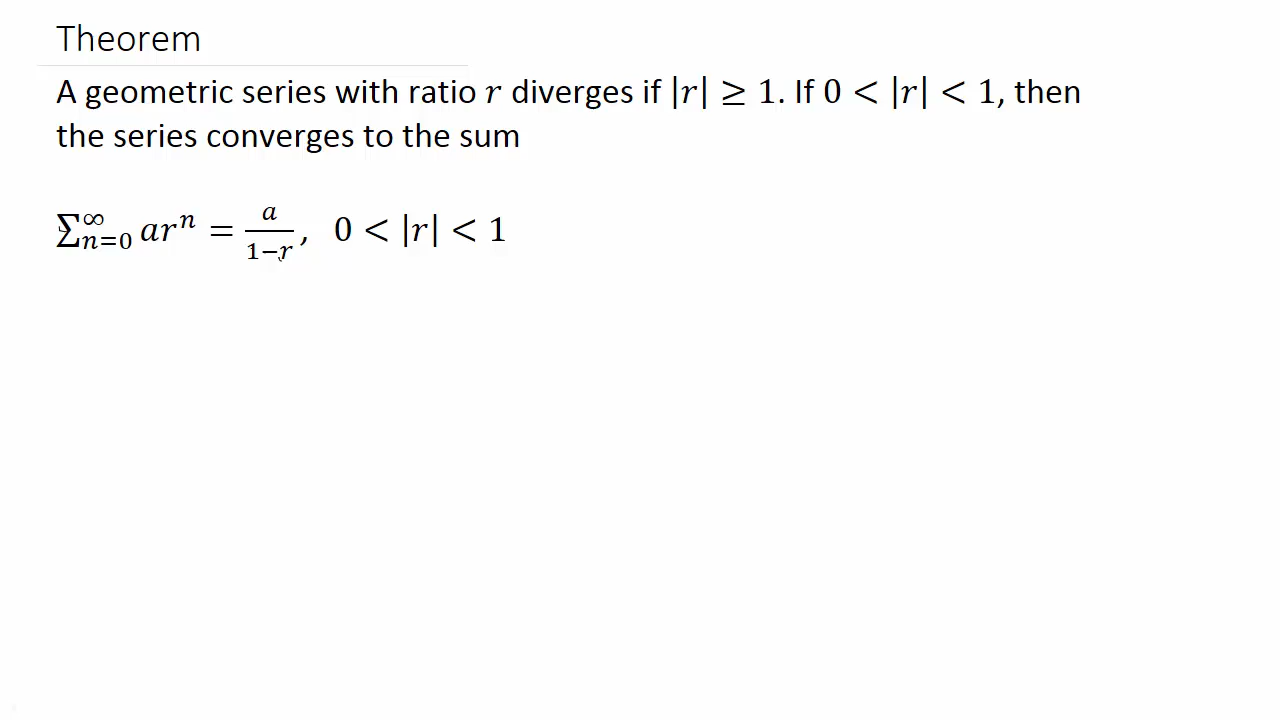 Theorem
A geometric series with ratio r diverges if |r| ≥ 1. If 0 < |r| < 1, then
the series converges to the sum
∑_{n=0}^{∞} ar^n = \frac{a}{1−r}, 0 < |r| < 1